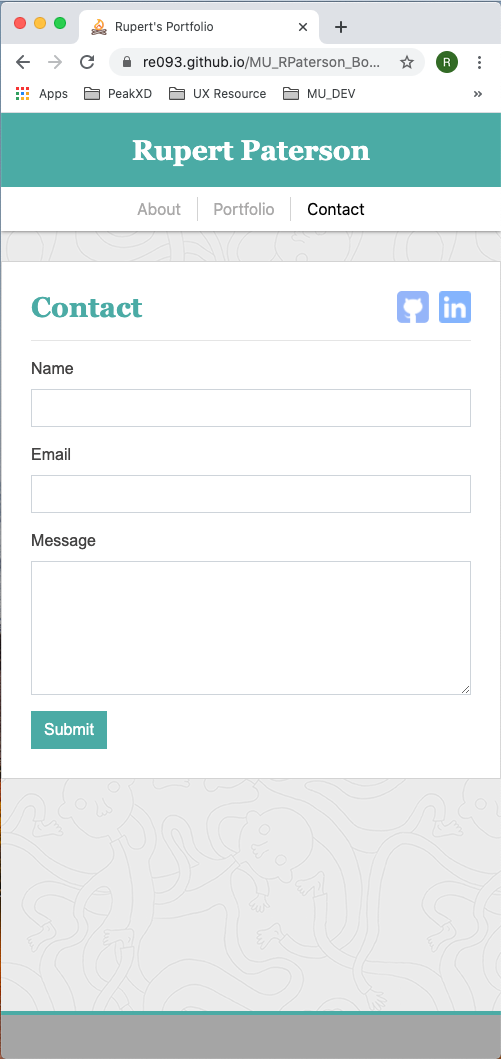 Rupert's Portfolio
re093.github.io/MU_RPaterson_Bo...
R
Apps PeakXD UX Resource MU_DEV »
Rupert Paterson
About Portfolio Contact
Contact in
Name
Email
Message
Submit